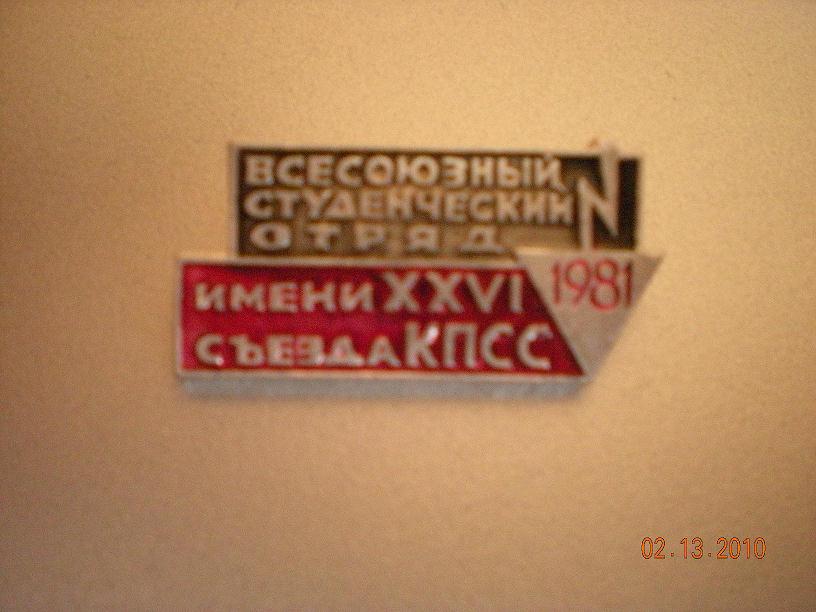 ВСЕСОЮЗНЫЙ
СТУДЕНЧЕСКИЙ
ОТРЯД
1981
ИМЕНИ XXVI
СЪЕЗДА КПСС
02.13.2010